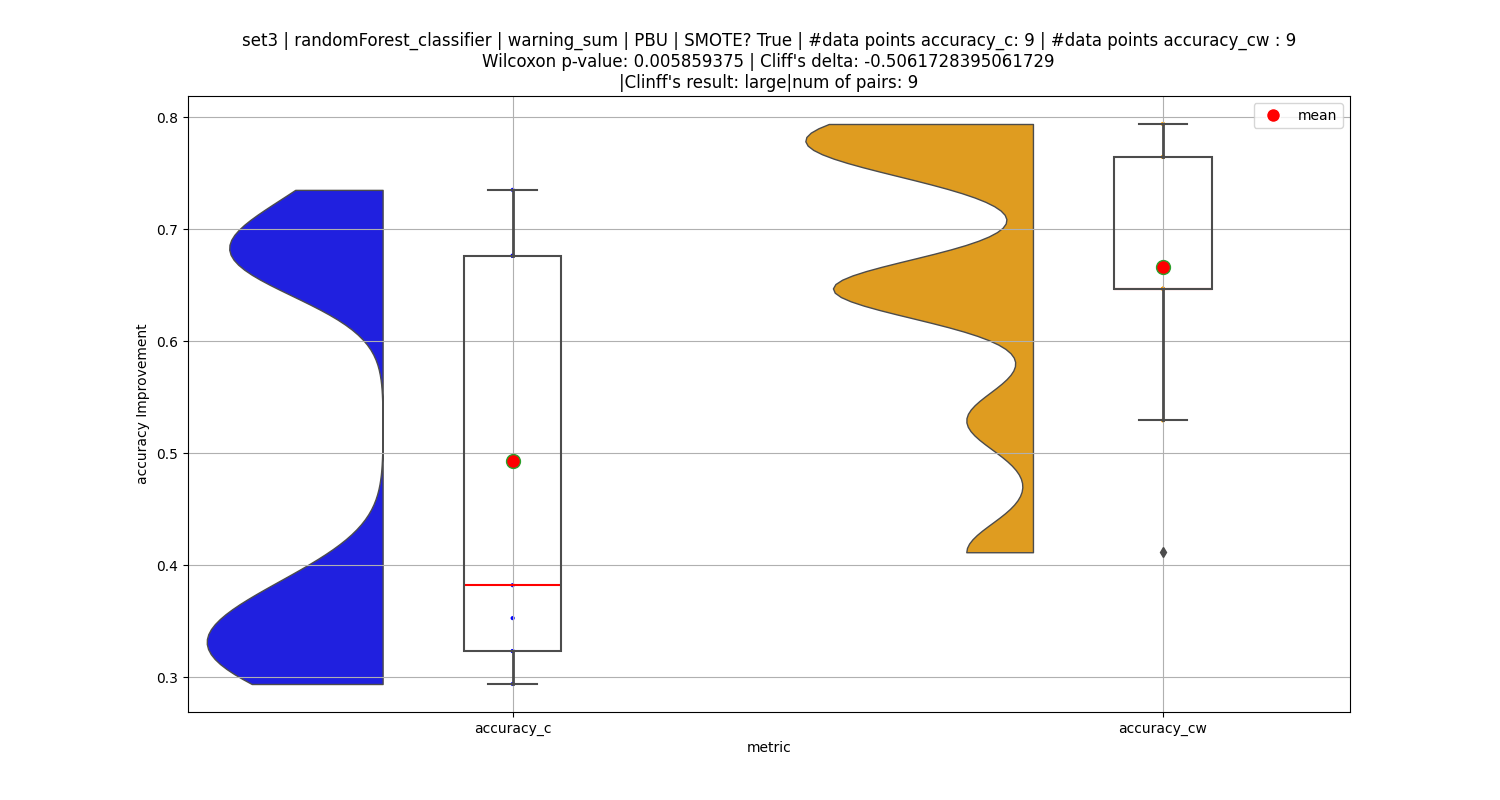 set3 | randomForest_classifier | warning_sum | PBU | SMOTE? True | #data points accuracy_c: 9 | #data points accuracy_cw : 9
Wilcoxon p-value: 0.005859375 | Cliff's delta: -0.5061728395061729
|Clinff's result: large|num of pairs: 9
mean
0.8
0.7
0.6
0.5
0.4
0.3
accuracy Improvement
accuracy_c
accuracy_cw
metric